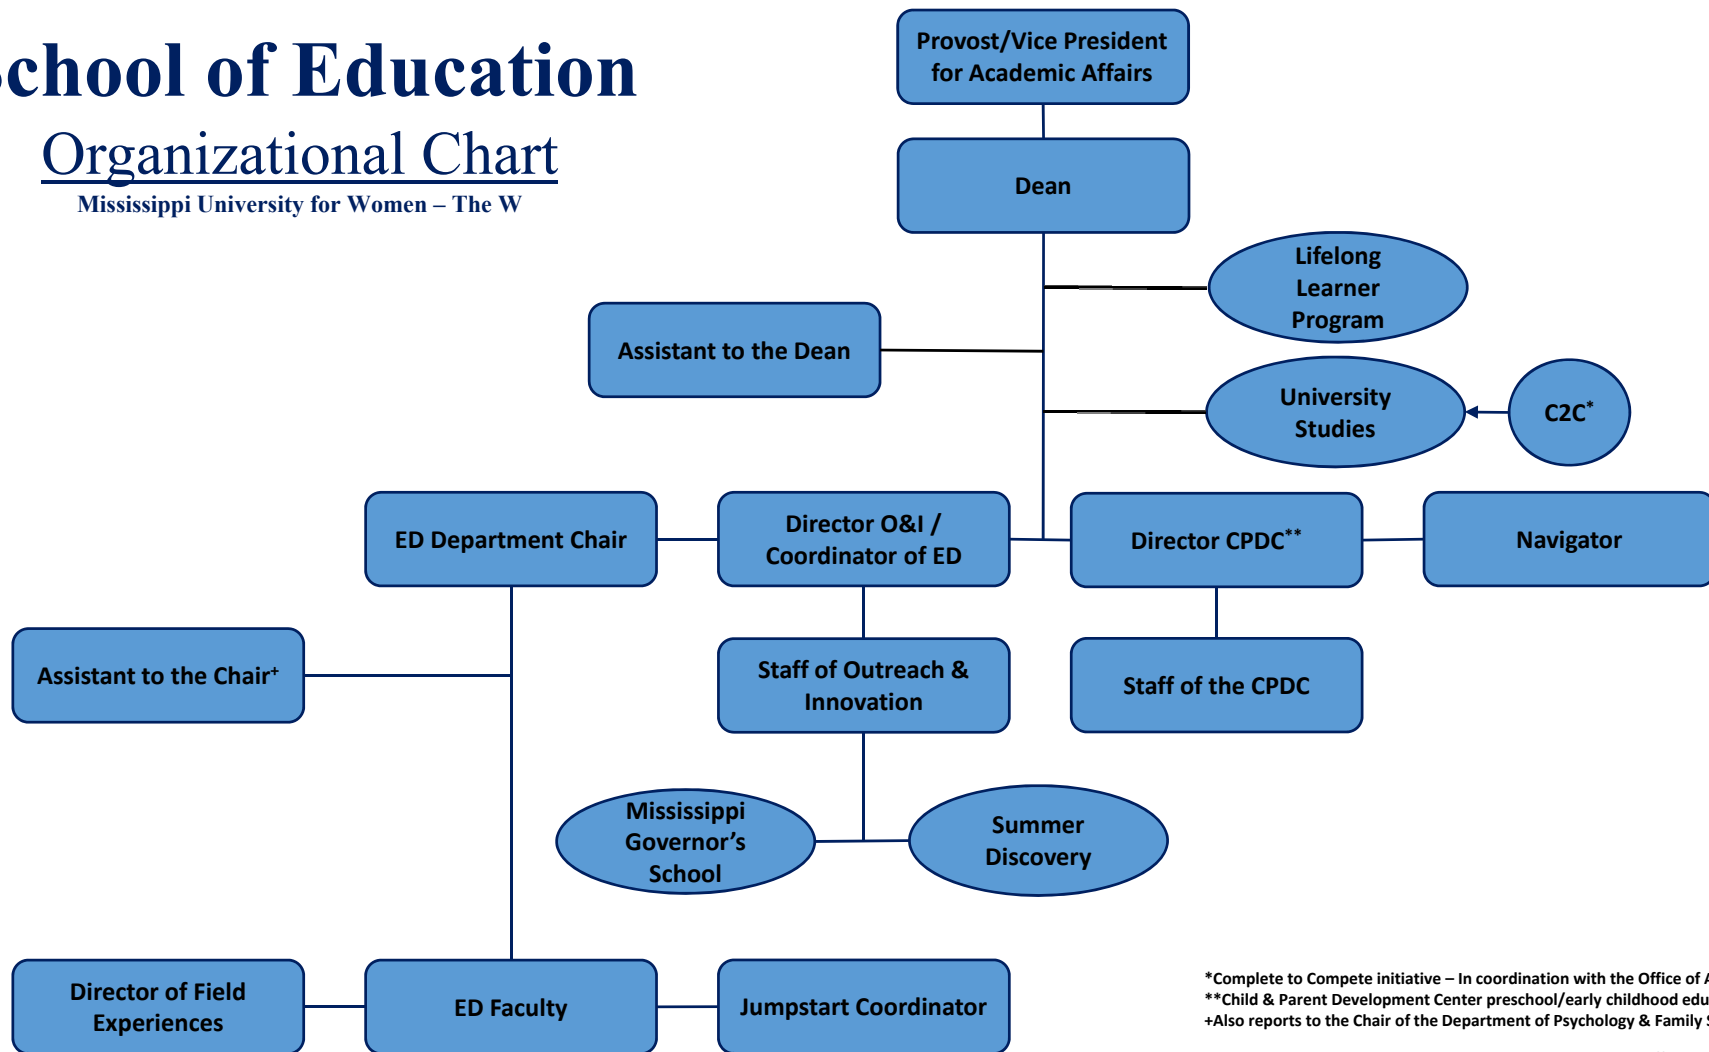 School of Education
Organizational Chart
Mississippi University for Women – The W
Provost/Vice President
for Academic Affairs
Dean
Lifelong
Learner
Program
Assistant to the Dean
University
Studies
C2C*
ED Department Chair
Director O&I /
Coordinator of ED
Director CPDC**
Navigator
Assistant to the Chair+
Staff of Outreach &
Innovation
Staff of the CPDC
Mississippi
Governor's
School
Summer
Discovery
Director of Field
Experiences
ED Faculty
Jumpstart Coordinator
*Complete to Compete initiative – In coordination with the Office of
**Child & Parent Development Center preschool/early childhood
+Also reports to the Chair of the Department of Psychology & Family